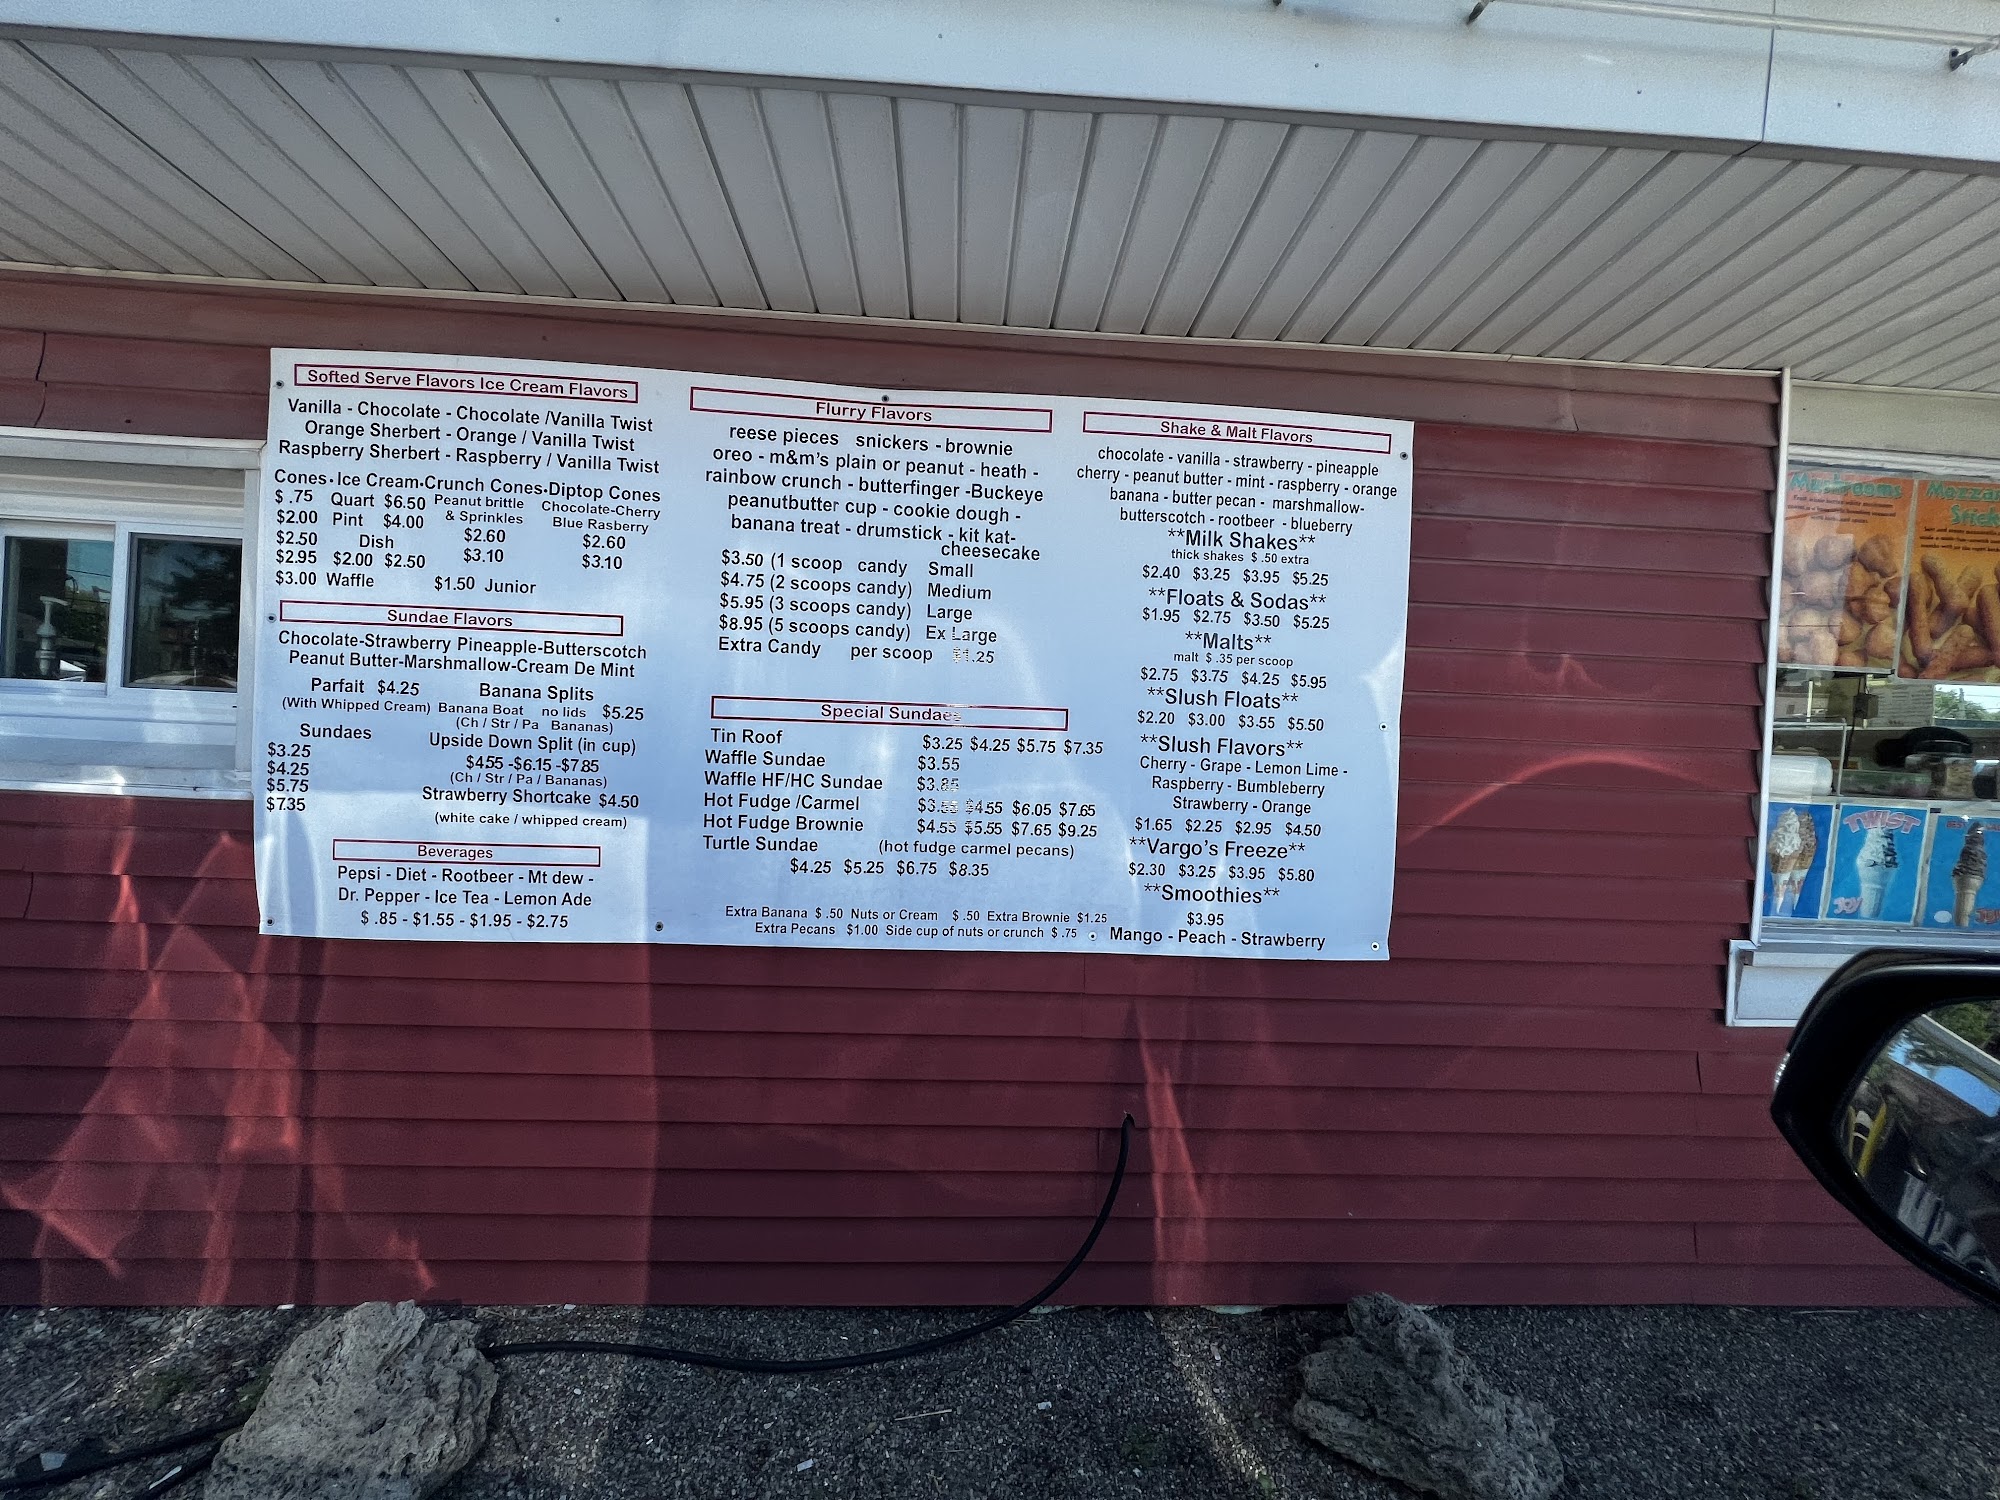 Softed Serve Flavors Ice Cream Flavors
Vanilla - Chocolate - Chocolate /Vanilla Twist
Orange Sherbert - Orange / Vanilla Twist
Raspberry Sherbert - Raspberry / Vanilla Twist
Cones - Ice Cream - Crunch Cones - Diptop Cones
$ .75 Quart $6.50 Peanut brittle Chocolate-Cherry
$2.00 Pint $4.00 & Sprinkles Blue Rasberry
$2.50 Dish $2.60 $2.60
$2.95 $2.00 $2.50 $3.10 $3.10
$3.00 Waffle $1.50 Junior
Sundae Flavors
Chocolate-Strawberry Pineapple-Butterscotch
Peanut Butter-Marshmallow-Cream De Mint
Parfait $4.25 Banana Splits
(With Whipped Cream) Banana Boat no lids $5.25
(Ch / Str / Pa Bananas)
Sundaes Upside Down Split (in cup)
$3.25
$4.25 $4.55 -$6.15 -$7.85
(Ch / Str / Pa / Bananas)
$5.75
$7.35 Strawberry Shortcake $4.50
(white cake / whipped cream)
Beverages
Pepsi - Diet - Rootbeer - Mt dew -
Dr. Pepper - Ice Tea - Lemon Ade
$ .85 - $1.55 - $1.95 - $2.75
Flurry Flavors
reese pieces snickers - brownie
oreo - m&m's plain or peanut - heath -
rainbow crunch - butterfinger -Buckeye
peanutbutter cup - cookie dough -
banana treat - drumstick - kit kat-
cheesecake
$3.50 (1 scoop candy Small
$4.75 (2 scoops candy) Medium
$5.95 (3 scoops candy) Large
$8.95 (5 scoops candy) Ex Large
Extra Candy per scoop $1.25
Special Sundaes
Tin Roof $3.25 $4.25 $5.75 $7.35
Waffle Sundae $3.55
Waffle HF/HC Sundae $3.85
Hot Fudge /Carmel $3.55 $4.55 $6.05 $7.65
Hot Fudge Brownie $4.55 $5.55 $7.65 $9.25
Turtle Sundae (hot fudge carmel pecans)
$4.25 $5.25 $6.75 $8.35
Extra Banana $ .50 Nuts or Cream $ .50 Extra Brownie $1.25
Extra Pecans $1.00 Side cup of nuts or crunch $ .75
Shake & Malt Flavors
chocolate - vanilla - strawberry - pineapple
cherry - peanut butter - mint - raspberry - orange
banana - butter pecan - marshmallow-
butterscotch - rootbeer - blueberry
**Milk Shakes**
thick shakes $ .50 extra
$2.40 $3.25 $3.95 $5.25
**Floats & Sodas**
$1.95 $2.75 $3.50 $5.25
**Malts**
malt $ .35 per scoop
$2.75 $3.75 $4.25 $5.95
**Slush Floats**
$2.20 $3.00 $3.55 $5.50
**Slush Flavors**
Cherry - Grape - Lemon Lime -
Raspberry - Bumbleberry
Strawberry - Orange
$1.65 $2.25 $2.95 $4.50
**Vargo's Freeze**
$2.30 $3.25 $3.95 $5.80
**Smoothies**
$3.95
Mango - Peach - Strawberry
Mushrooms
TWIST
JOY